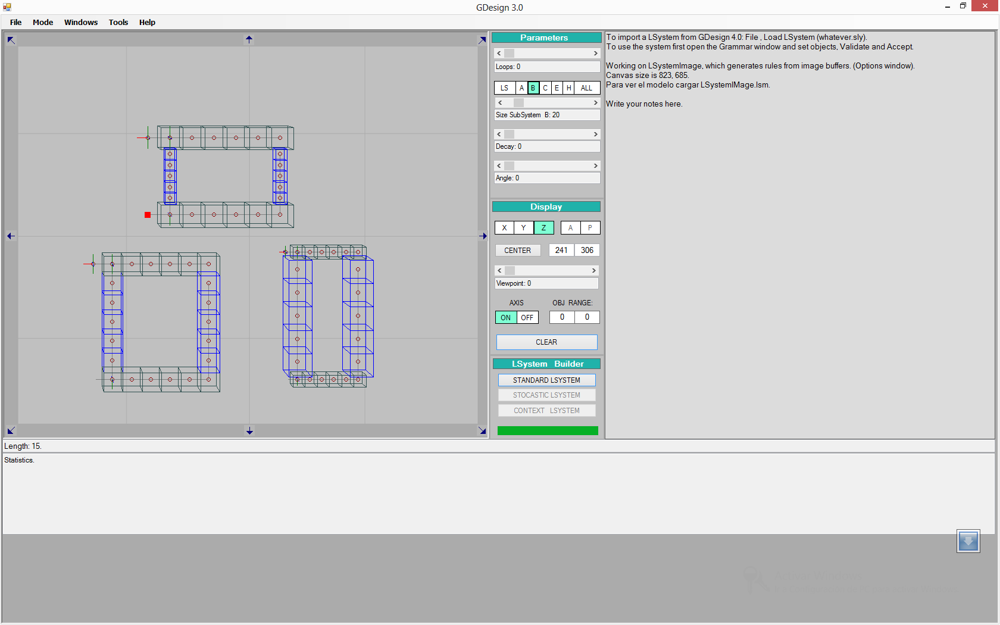 GDesign 3.0
File Mode Windows Tools Help
Parameters
Loops: 0
LS A B C E H ALL
Size SubSystem B: 20
Decay: 0
Angle: 0
Display
X Y Z A P
CENTER 241 306
Viewpoint: 0
AXIS OBJ RANGE:
ON OFF 0 0
CLEAR
LSystem Builder
STANDARD LSYSTEM
STOCASTIC LSYSTEM
CONTEXT LSYSTEM
To import a LSystem from GDesign 4.0: File , Load LSystem (whatever.sly).
To use the system first open the Grammar window and set objects, Validate and Accept.
Working on LSystemImage, which generates rules from image buffers. (Options window).
Canvas size is 823, 685.
Para ver el modelo cargar LSystemIMage.lsm.
Write your notes here.
Length: 15.
Statistics.